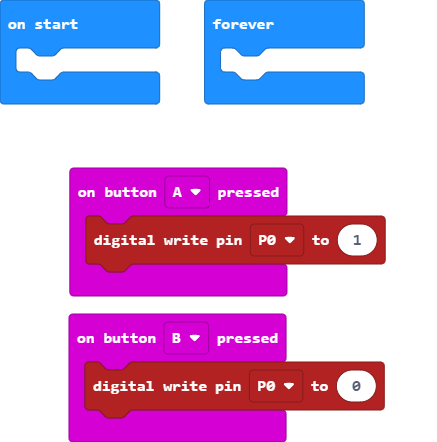 on start
forever
on button A pressed
digital write pin P0 to 1
on button B pressed
digital write pin P0 to 0